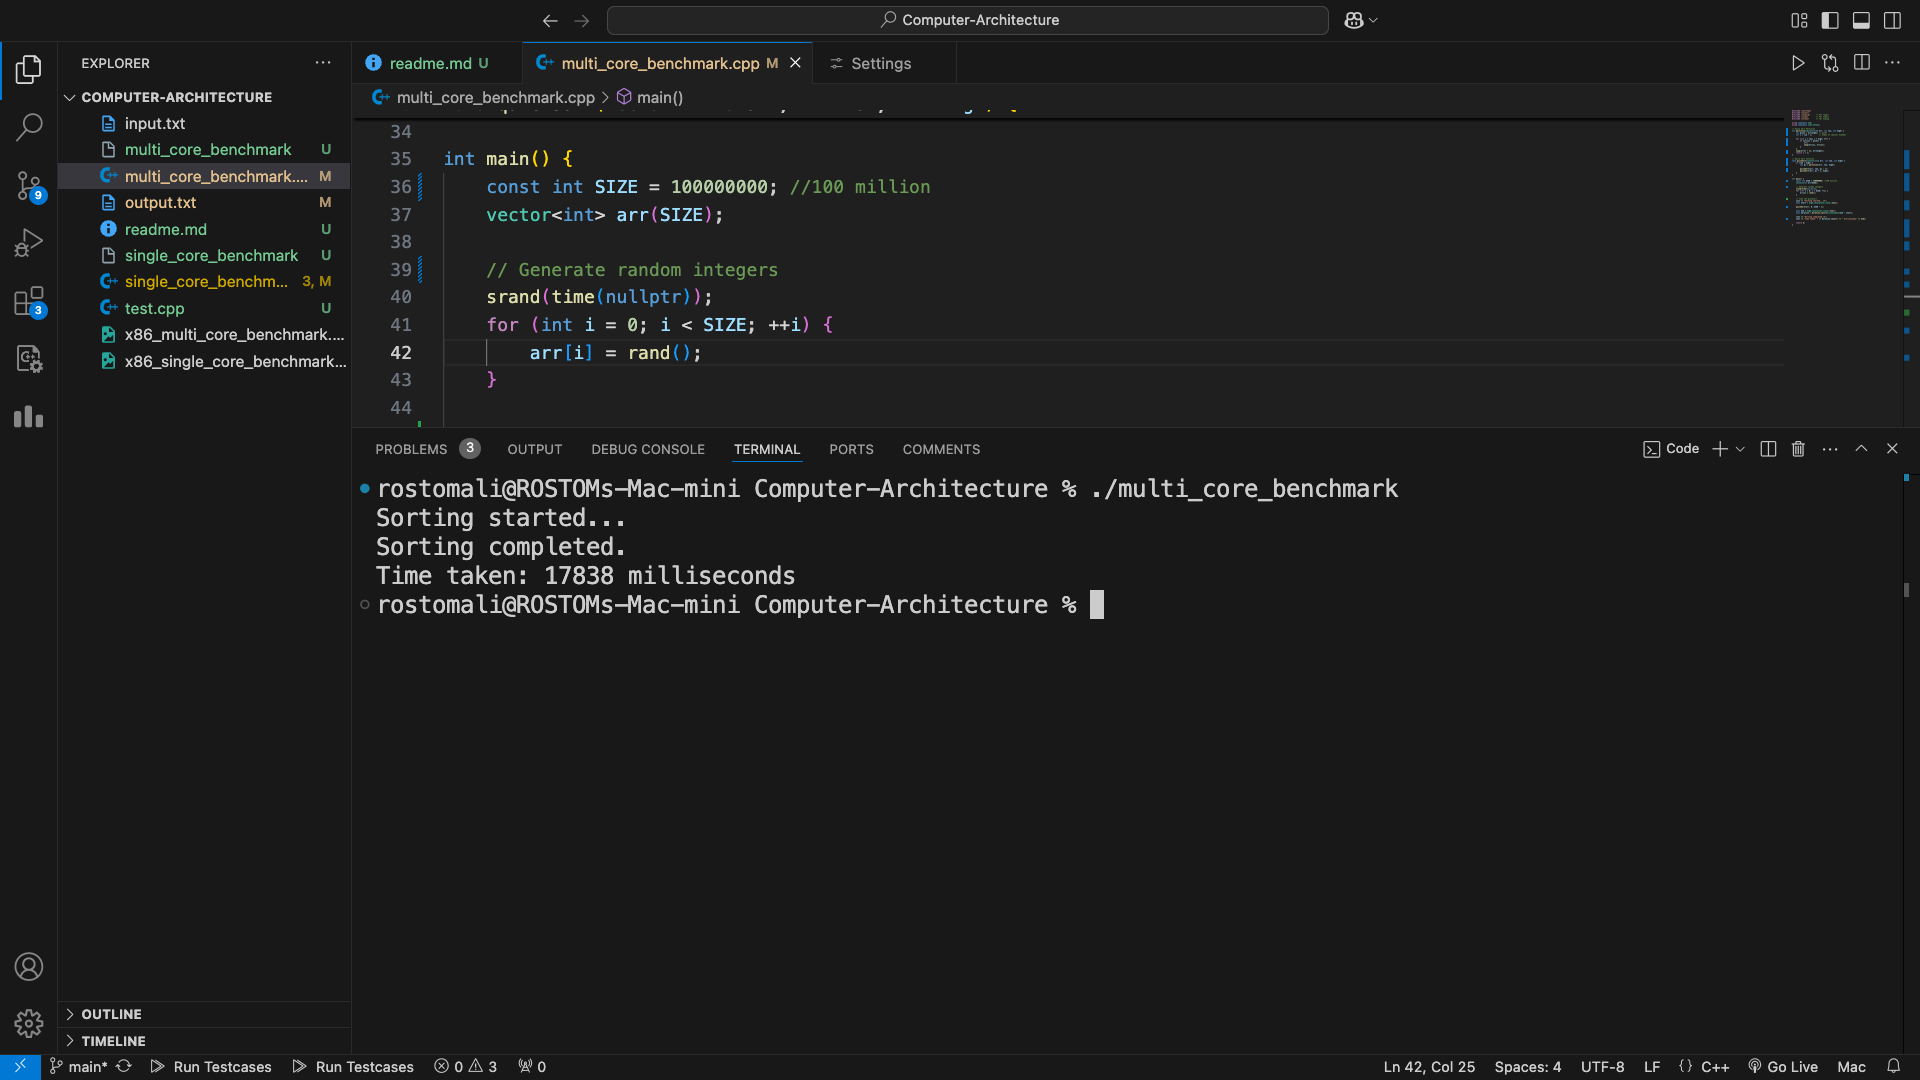 Computer-Architecture
EXPLORER
COMPUTER-ARCHITECTURE
input.txt
multi_core_benchmark U
multi_core_benchmark.... M
output.txt M
readme.md U
single_core_benchmark U
single_core_benchm... 3, M
test.cpp U
x86_multi_core_benchmark....
x86_single_core_benchmark...
9
3
OUTLINE
TIMELINE
readme.md U
multi_core_benchmark.cpp M
Settings
multi_core_benchmark.cpp > main()
34
35 int main() {
36 const int SIZE = 100000000; //100 million
37 vector<int> arr(SIZE);
38
39 // Generate random integers
40 srand(time(nullptr));
41 for (int i = 0; i < SIZE; ++i) {
42 arr[i] = rand();
43 }
44
PROBLEMS 3 OUTPUT DEBUG CONSOLE TERMINAL PORTS COMMENTS
Code
rostomali@ROSTOMs-Mac-mini Computer-Architecture % ./multi_core_benchmark
Sorting started...
Sorting completed.
Time taken: 17838 milliseconds
rostomali@ROSTOMs-Mac-mini Computer-Architecture %
main* Run Testcases Run Testcases 0 3 0
Ln 42, Col 25 Spaces: 4 UTF-8 LF {} C++ Go Live Mac